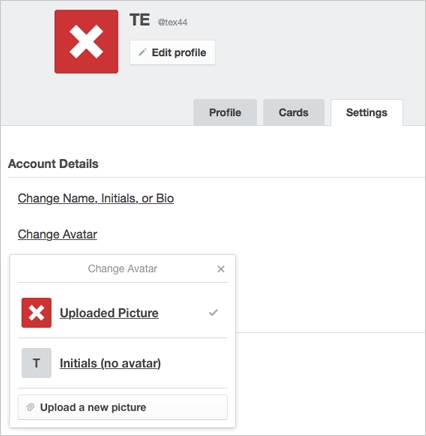 TE @tex44
Edit profile
Profile Cards Settings
Account Details
Change Name, Initials, or Bio
Change Avatar
Change Avatar
Uploaded Picture
T Initials (no avatar)
Upload a new picture